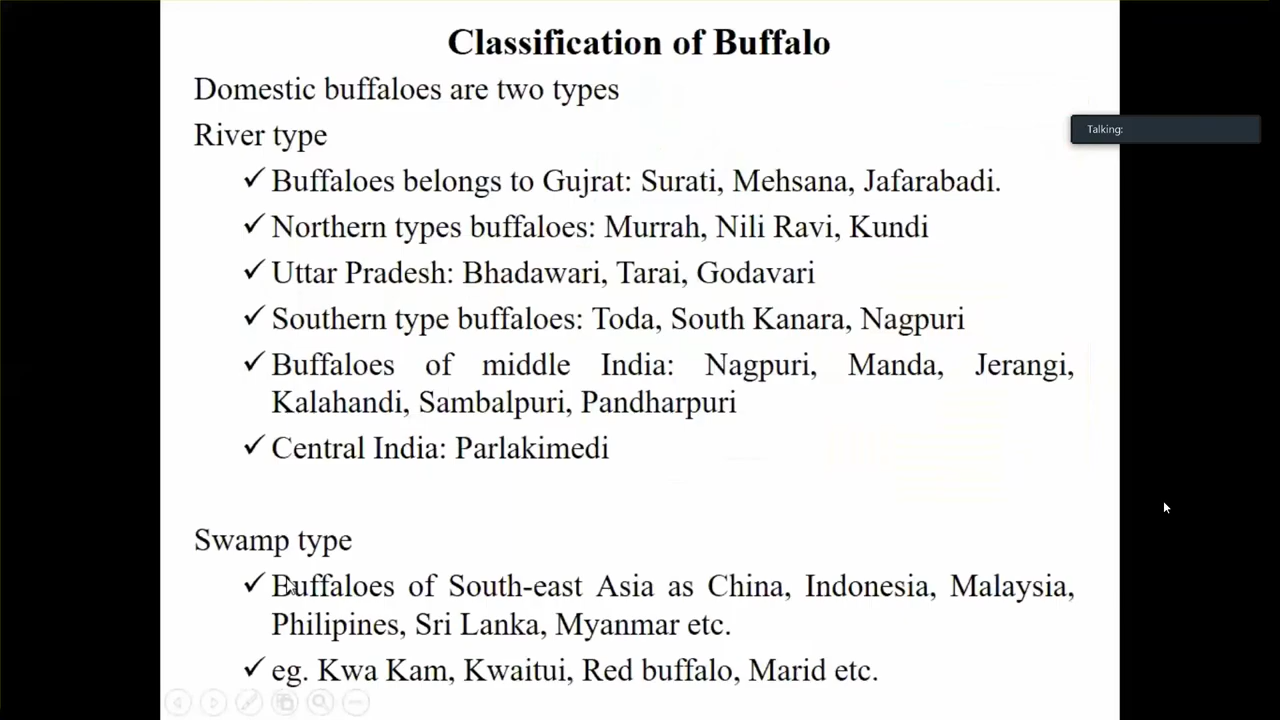 Classification of Buffalo
Domestic buffaloes are two types
River type
Talking:
✓ Buffaloes belongs to Gujrat: Surati, Mehsana, Jafarabadi.
✓ Northern types buffaloes: Murrah, Nili Ravi, Kundi
✓ Uttar Pradesh: Bhadawari, Tarai, Godavari
✓ Southern type buffaloes: Toda, South Kanara, Nagpuri
✓ Buffaloes of middle India: Nagpuri, Manda, Jerangi,
Kalahandi, Sambalpuri, Pandharpuri
✓ Central India: Parlakimedi
Swamp type
✓ Buffaloes of South-east Asia as China, Indonesia, Malaysia,
Philipines, Sri Lanka, Myanmar etc.
✓ eg. Kwa Kam, Kwaitui, Red buffalo, Marid etc.